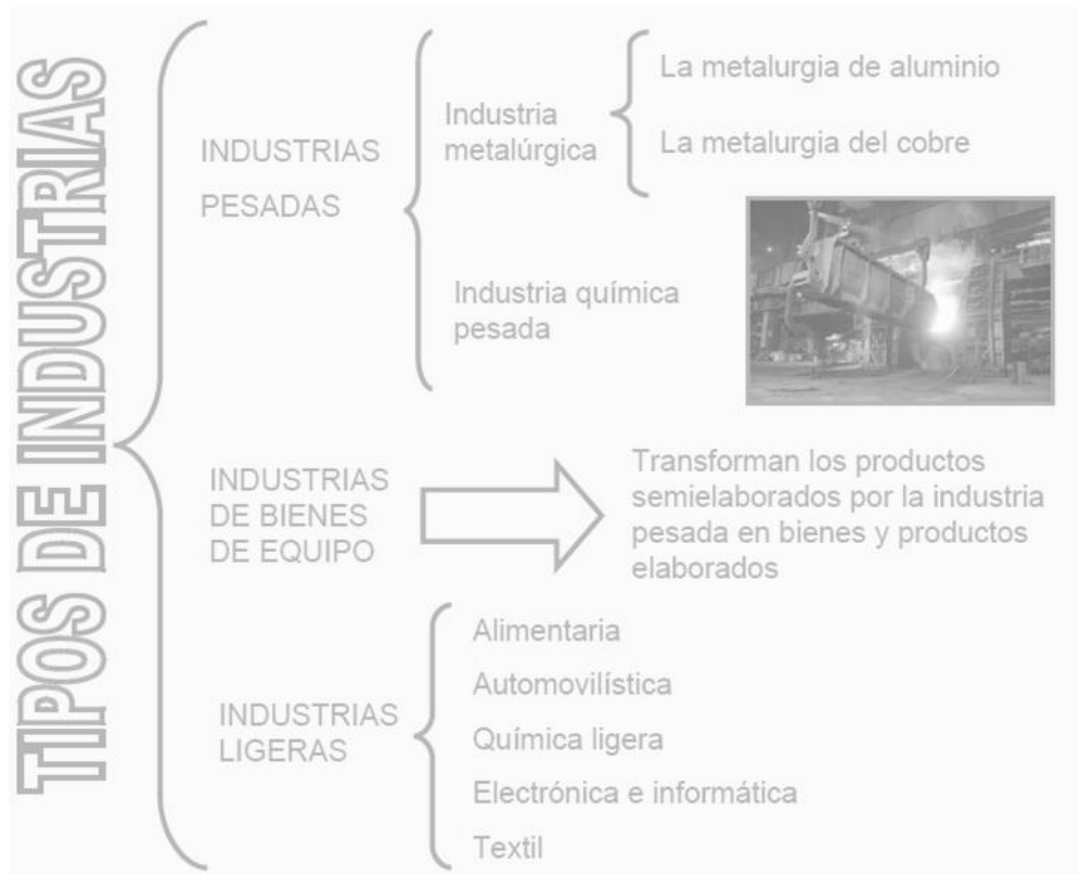 TIPOS DE INDUSTRIAS
INDUSTRIAS
PESADAS
Industria
metalúrgica
La metalurgia de aluminio
La metalurgia del cobre
Industria química
pesada
INDUSTRIAS
DE BIENES
DE EQUIPO
Transforman los productos
semielaborados por la industria
pesada en bienes y productos
elaborados
INDUSTRIAS
LIGERAS
Alimentaria
Automovilística
Química ligera
Electrónica e informática
Textil